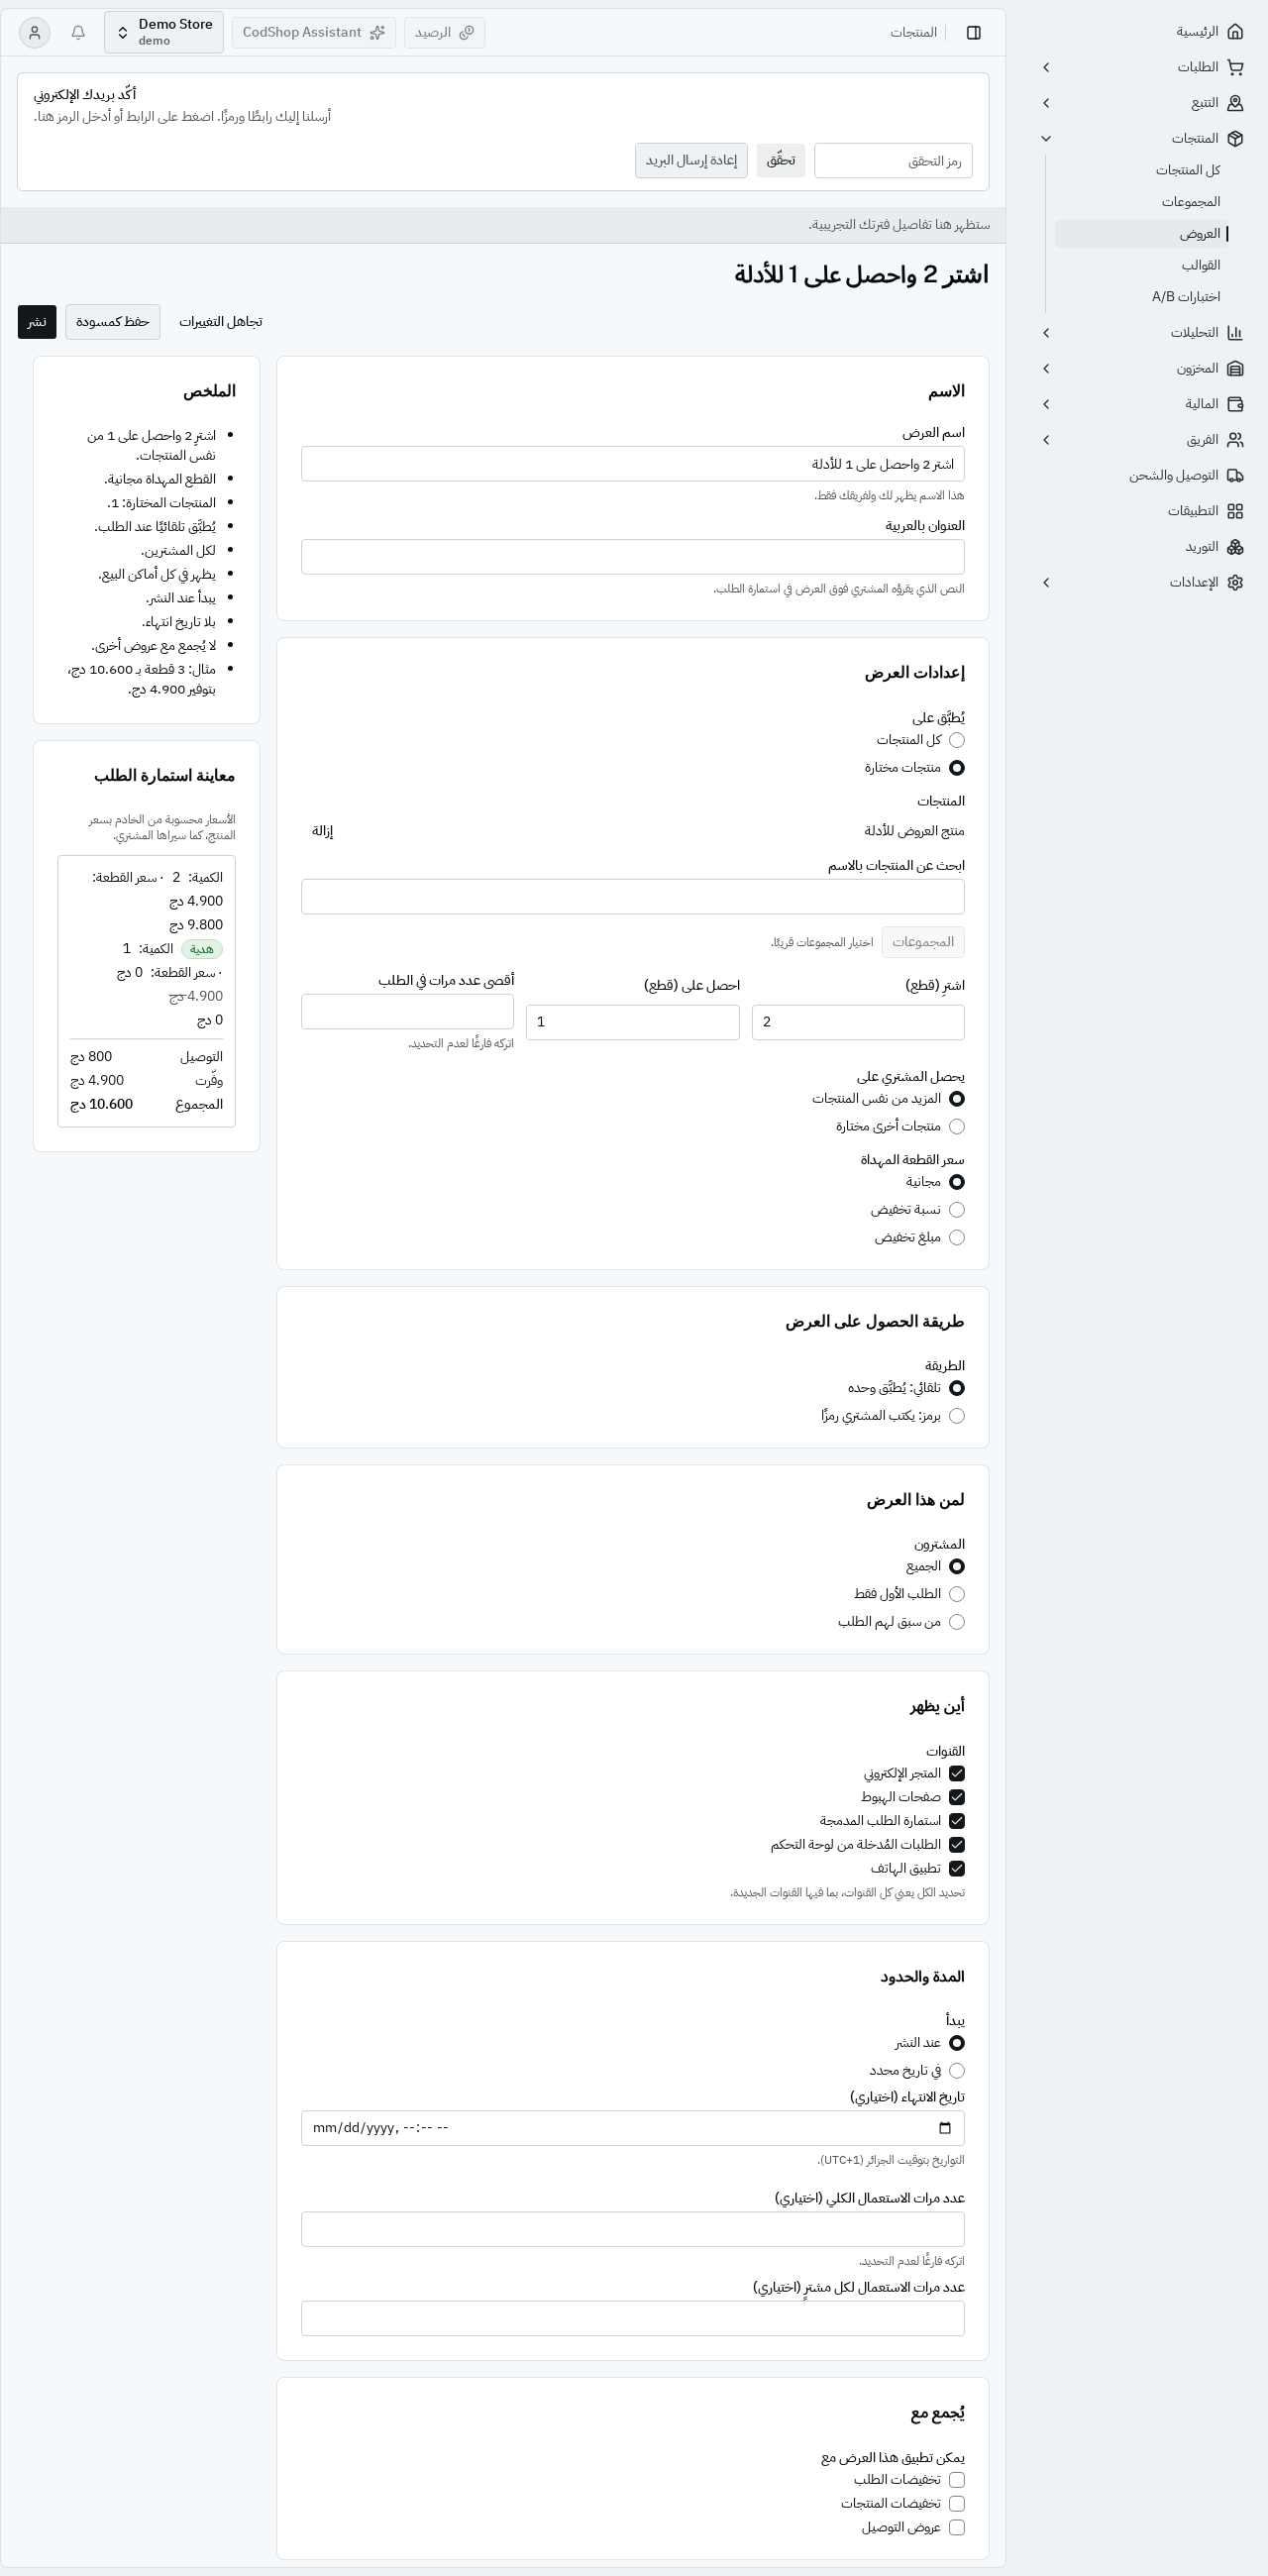 الرئيسية
الطلبات
التتبع
المنتجات
كل المنتجات
المجموعات
العروض
القوالب
اختبارات A/B
التحليلات
المخزون
المالية
الفريق
التوصيل والشحن
التطبيقات
التوريد
الإعدادات
المنتجات
الرصيد
CodShop Assistant
Demo Store
demo
أكّد بريدك الإلكتروني
أرسلنا إليك رابطًا ورمزًا. اضغط على الرابط أو أدخل الرمز هنا.
رمز التحقق
تحقّق
إعادة إرسال البريد
ستظهر هنا تفاصيل فترتك التجريبية.
اشتر 2 واحصل على 1 للأدلة
تجاهل التغييرات
حفظ كمسودة
نشر
الاسم
اسم العرض
اشتر 2 واحصل على 1 للأدلة
هذا الاسم يظهر لك ولفريقك فقط.
العنوان بالعربية
النص الذي يقرؤه المشتري فوق العرض في استمارة الطلب.
إعدادات العرض
يُطبَّق على
كل المنتجات
منتجات مختارة
المنتجات
منتج العروض للأدلة
إزالة
ابحث عن المنتجات بالاسم
المجموعات
اختيار المجموعات قريبًا.
اشترِ (قطع)
2
احصل على (قطع)
1
أقصى عدد مرات في الطلب
اتركه فارغًا لعدم التحديد.
يحصل المشتري على
المزيد من نفس المنتجات
منتجات أخرى مختارة
سعر القطعة المهداة
مجانية
نسبة تخفيض
مبلغ تخفيض
طريقة الحصول على العرض
الطريقة
تلقائي: يُطبَّق وحده
برمز: يكتب المشتري رمزًا
لمن هذا العرض
المشترون
الجميع
الطلب الأول فقط
من سبق لهم الطلب
أين يظهر
القنوات
المتجر الإلكتروني
صفحات الهبوط
استمارة الطلب المدمجة
الطلبات المُدخلة من لوحة التحكم
تطبيق الهاتف
تحديد الكل يعني كل القنوات، بما فيها القنوات الجديدة.
المدة والحدود
يبدأ
عند النشر
في تاريخ محدد
تاريخ الانتهاء (اختياري)
mm/dd/yyyy, --:-- --
التواريخ بتوقيت الجزائر (UTC+1).
عدد مرات الاستعمال الكلي (اختياري)
اتركه فارغًا لعدم التحديد.
عدد مرات الاستعمال لكل مشترٍ (اختياري)
يُجمع مع
يمكن تطبيق هذا العرض مع
تخفيضات الطلب
تخفيضات المنتجات
عروض التوصيل
الملخص
اشترِ 2 واحصل على 1 من
نفس المنتجات.
القطع المهداة مجانية.
المنتجات المختارة: 1.
يُطبَّق تلقائيًا عند الطلب.
لكل المشترين.
يظهر في كل أماكن البيع.
يبدأ عند النشر.
بلا تاريخ انتهاء.
لا يُجمع مع عروض أخرى.
مثال: 3 قطعة بـ 10.600 دج،
بتوفير 4.900 دج.
معاينة استمارة الطلب
الأسعار محسوبة من الخادم بسعر
المنتج، كما سيراها المشتري.
الكمية: 2 · سعر القطعة:
4.900 دج
9.800 دج
هدية الكمية: 1
· سعر القطعة: 0 دج
4.900 دج
0 دج
التوصيل 800 دج
وفّرت 4.900 دج
المجموع 10.600 دج